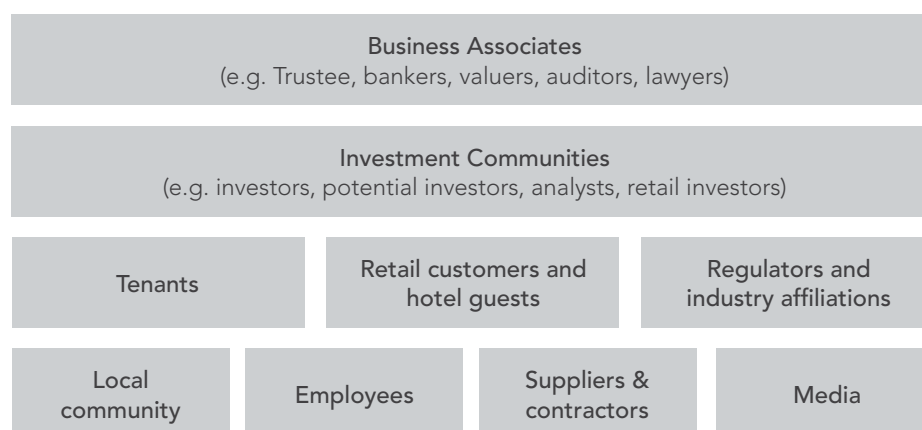 Business Associates
(e.g. Trustee, bankers, valuers, auditors, lawyers)
Investment Communities
(e.g. investors, potential investors, analysts, retail investors)
Tenants
Retail customers and
hotel guests
Regulators and
industry affiliations
Local
community
Employees
Suppliers &
contractors
Media